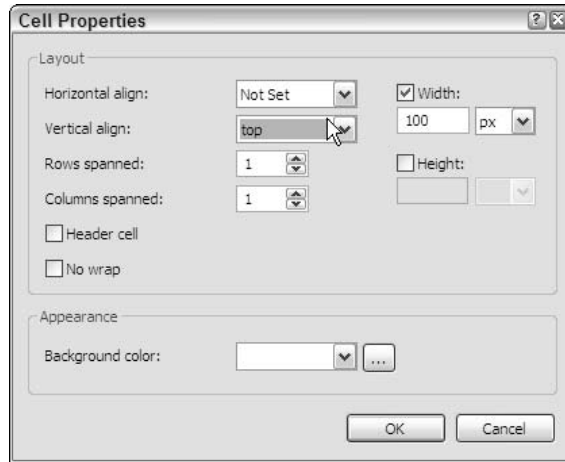 Cell Properties
Layout
Horizontal align: Not Set
Width:
Vertical align: top
100 px
Rows spanned: 1
Height:
Columns spanned: 1
Header cell
No wrap
Appearance
Background color: ...
OK Cancel